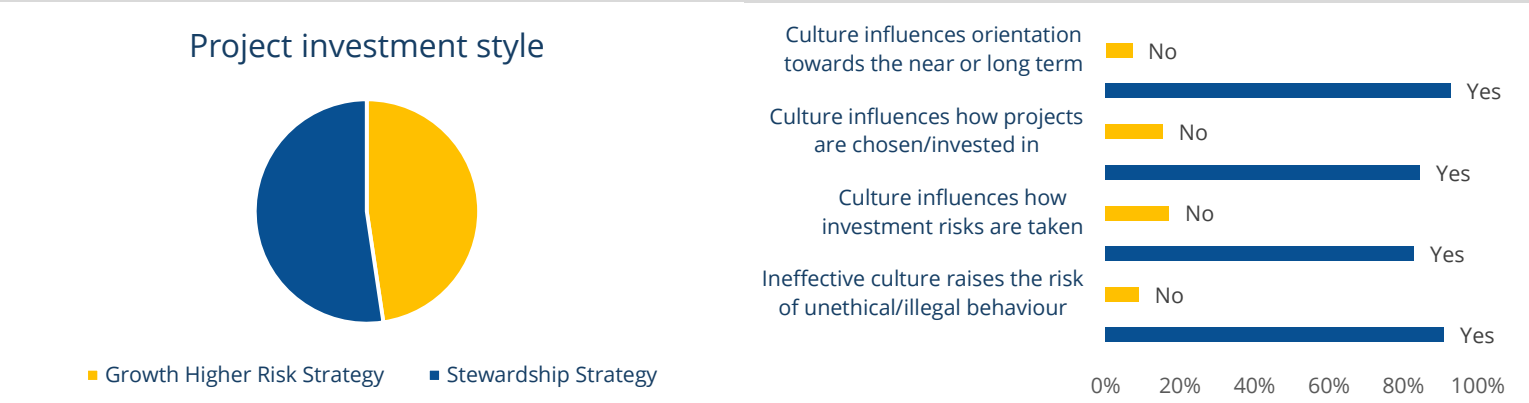 Project investment style
Growth Higher Risk Strategy
Stewardship Strategy
Culture influences orientation
towards the near or long term
No
Yes
Culture influences how projects
are chosen/invested in
No
Yes
Culture influences how
investment risks are taken
No
Yes
Ineffective culture raises the risk
of unethical/illegal behaviour
No
Yes
0% 20% 40% 60% 80% 100%